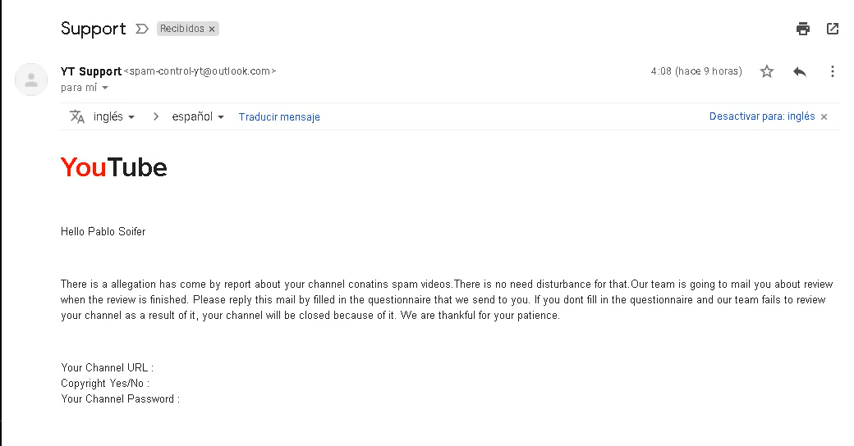 Support Recibidos x
YT Support <spam-control-yt@outlook.com> 4:08 (hace 9 horas)
para mí
inglés > español Traducir mensaje Desactivar para: inglés x
YouTube
Hello Pablo Soifer
There is a allegation has come by report about your channel conatins spam videos.There is no need disturbance for that.Our team is going to mail you about review
when the review is finished. Please reply this mail by filled in the questionnaire that we send to you. If you dont fill in the questionnaire and our team fails to review
your channel as a result of it, your channel will be closed because of it. We are thankful for your patience.
Your Channel URL :
Copyright Yes/No :
Your Channel Password :